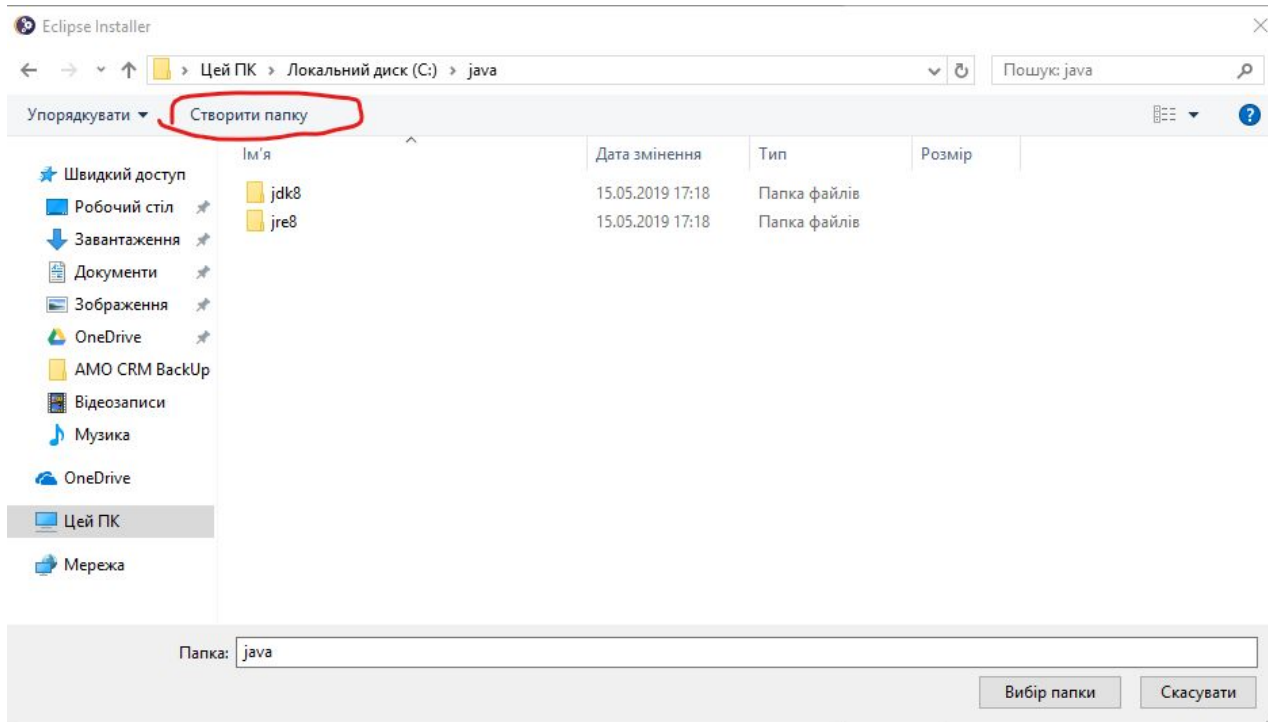 Eclipse Installer
Цей ПК > Локальний диск (C:) > java
Пошук: java
Упорядкувати
Створити папку
Ім'я Дата змінення Тип Розмір
jdk8 15.05.2019 17:18 Папка файлів
jre8 15.05.2019 17:18 Папка файлів
Швидкий доступ
Робочий стіл
Завантаження
Документи
Зображення
OneDrive
AMO CRM BackUp
Відеозаписи
Музика
OneDrive
Цей ПК
Мережа
Папка: java
Вибір папки
Скасувати